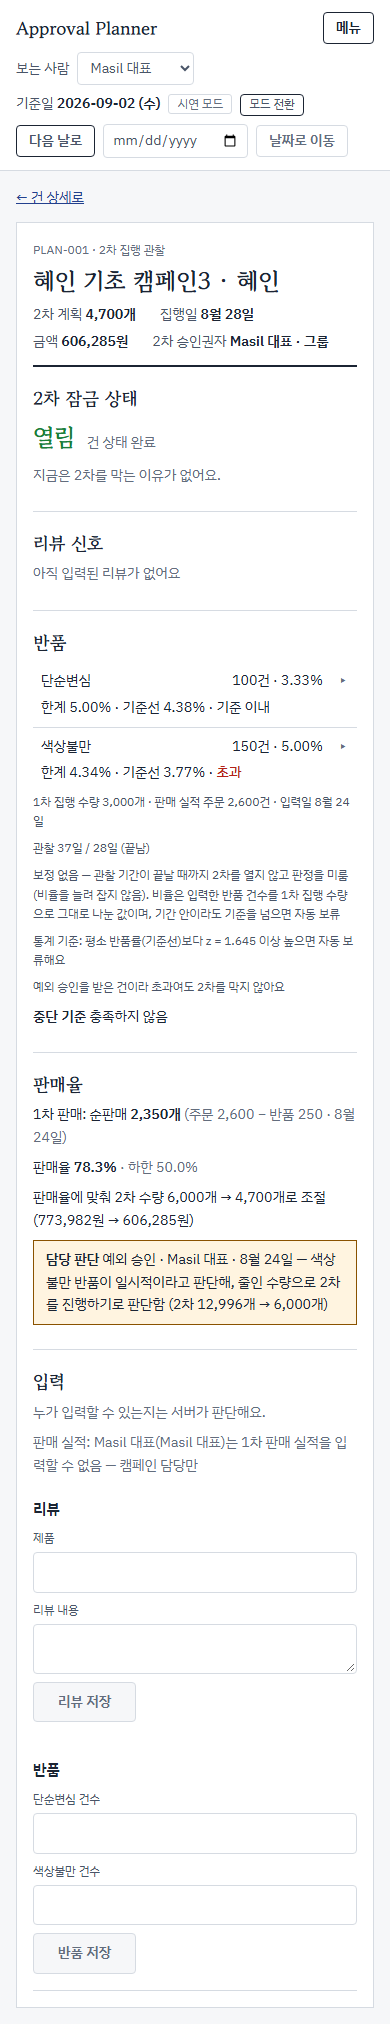 Approval Planner
메뉴
보는 사람 Masil 대표
기준일 2026-09-02 (수) 시연 모드 모드 전환
다음 날로 mm/dd/yyyy 날짜로 이동
← 건 상세로
PLAN-001 · 2차 집행 관찰
혜인 기초 캠페인3 · 혜인
2차 계획 4,700개 집행일 8월 28일
금액 606,285원 2차 승인권자 Masil 대표 · 그룹
2차 잠금 상태
열림 건 상태 완료
지금은 2차를 막는 이유가 없어요.
리뷰 신호
아직 입력된 리뷰가 없어요
반품
단순변심 100건 · 3.33% ▸
한계 5.00% · 기준선 4.38% · 기준 이내
색상불만 150건 · 5.00% ▸
한계 4.34% · 기준선 3.77% · 초과
1차 집행 수량 3,000개 · 판매 실적 주문 2,600건 · 입력일 8월 24
일
관찰 37일 / 28일 (끝남)
보정 없음 — 관찰 기간이 끝날 때까지 2차를 열지 않고 판정을 미룸
(비율을 늘려 잡지 않음). 비율은 입력한 반품 건수를 1차 집행 수량
으로 그대로 나눈 값이며, 기간 안이라도 기준을 넘으면 자동 보류
통계 기준: 평소 반품률(기준선)보다 z = 1.645 이상 높으면 자동 보
류해요
예외 승인을 받은 건이라 초과여도 2차를 막지 않아요
중단 기준 충족하지 않음
판매율
1차 판매: 순판매 2,350개 (주문 2,600 − 반품 250 · 8월
24일)
판매율 78.3% · 하한 50.0%
판매율에 맞춰 2차 수량 6,000개 → 4,700개로 조절
(773,982원 → 606,285원)
담당 판단 예외 승인 · Masil 대표 · 8월 24일 — 색상
불만 반품이 일시적이라고 판단해, 줄인 수량으로 2차
를 진행하기로 판단함 (2차 12,996개 → 6,000개)
입력
누가 입력할 수 있는지는 서버가 판단해요.
판매 실적: Masil 대표(Masil 대표)는 1차 판매 실적을 입
력할 수 없음 — 캠페인 담당만
리뷰
제품
리뷰 내용
리뷰 저장
반품
단순변심 건수
색상불만 건수
반품 저장